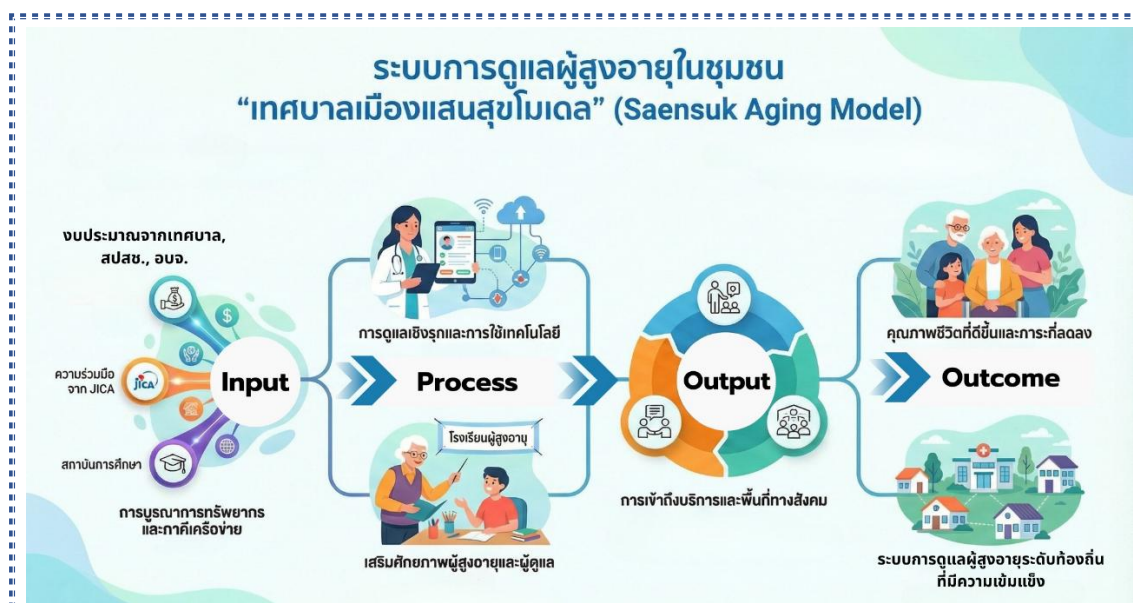 ระบบการดูแลผู้สูงอายุในชุมชน
“เทศบาลเมืองแสนสุขโมเดล” (Saensuk Aging Model)
งบประมาณจากเทศบาล,
สปสช., อบจ.
ความร่วมมือ
จาก JICA
JICA
สถาบันการศึกษา
Input
การบูรณาการทรัพยากร
และภาคีเครือข่าย
การดูแลเชิงรุกและการใช้เทคโนโลยี
Process
โรงเรียนผู้สูงอายุ
เสริมศักยภาพผู้สูงอายุและผู้ดูแล
Output
การเข้าถึงบริการและพื้นที่ทางสังคม
คุณภาพชีวิตที่ดีขึ้นและภาระที่ลดลง
Outcome
ระบบการดูแลผู้สูงอายุระดับท้องถิ่น
ที่มีความเข้มแข็ง